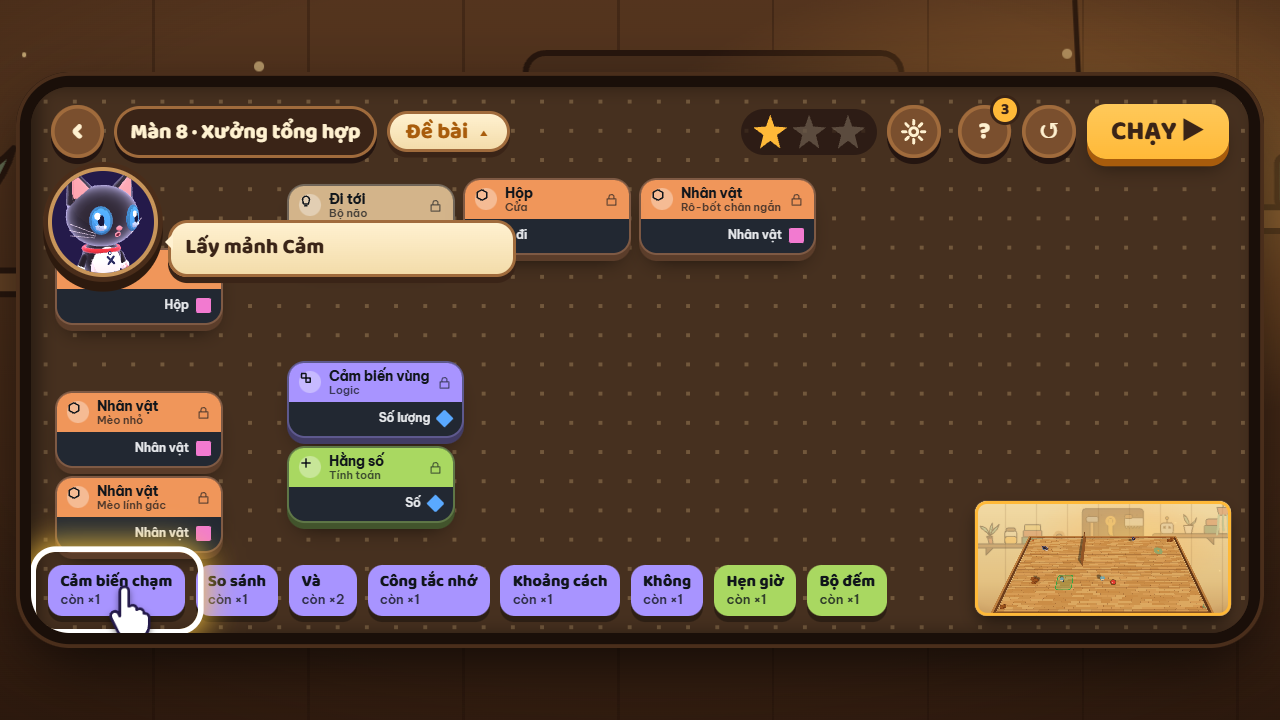 Màn 8 • Xưởng tổng hợp
Đề bài
3
?
CHẠY
Lấy mảnh Cảm
Đi tới
Bộ não
Hộp
Cửa
đi
Nhân vật
Rô-bốt chân ngắn
Nhân vật
Hộp
Cảm biến vùng
Logic
Số lượng
Nhân vật
Mèo nhỏ
Nhân vật
Hằng số
Tính toán
Số
Nhân vật
Mèo lính gác
Nhân vật
Cảm biến chạm
còn ×1
So sánh
còn ×1
Và
còn ×2
Công tắc nhớ
còn ×1
Khoảng cách
còn ×1
Không
còn ×1
Hẹn giờ
còn ×1
Bộ đếm
còn ×1